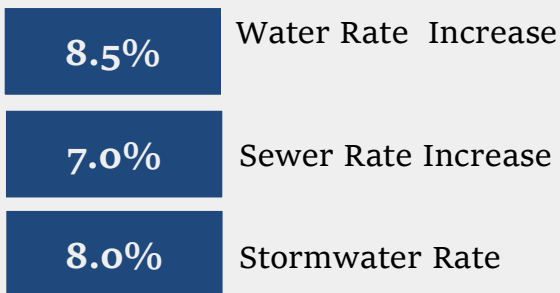 8.5%
Water Rate Increase
7.0%
Sewer Rate Increase
8.0%
Stormwater Rate